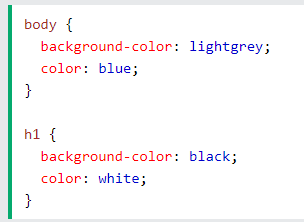 body {
  background-color: lightgrey;
  color: blue;
}

h1 {
  background-color: black;
  color: white;
}